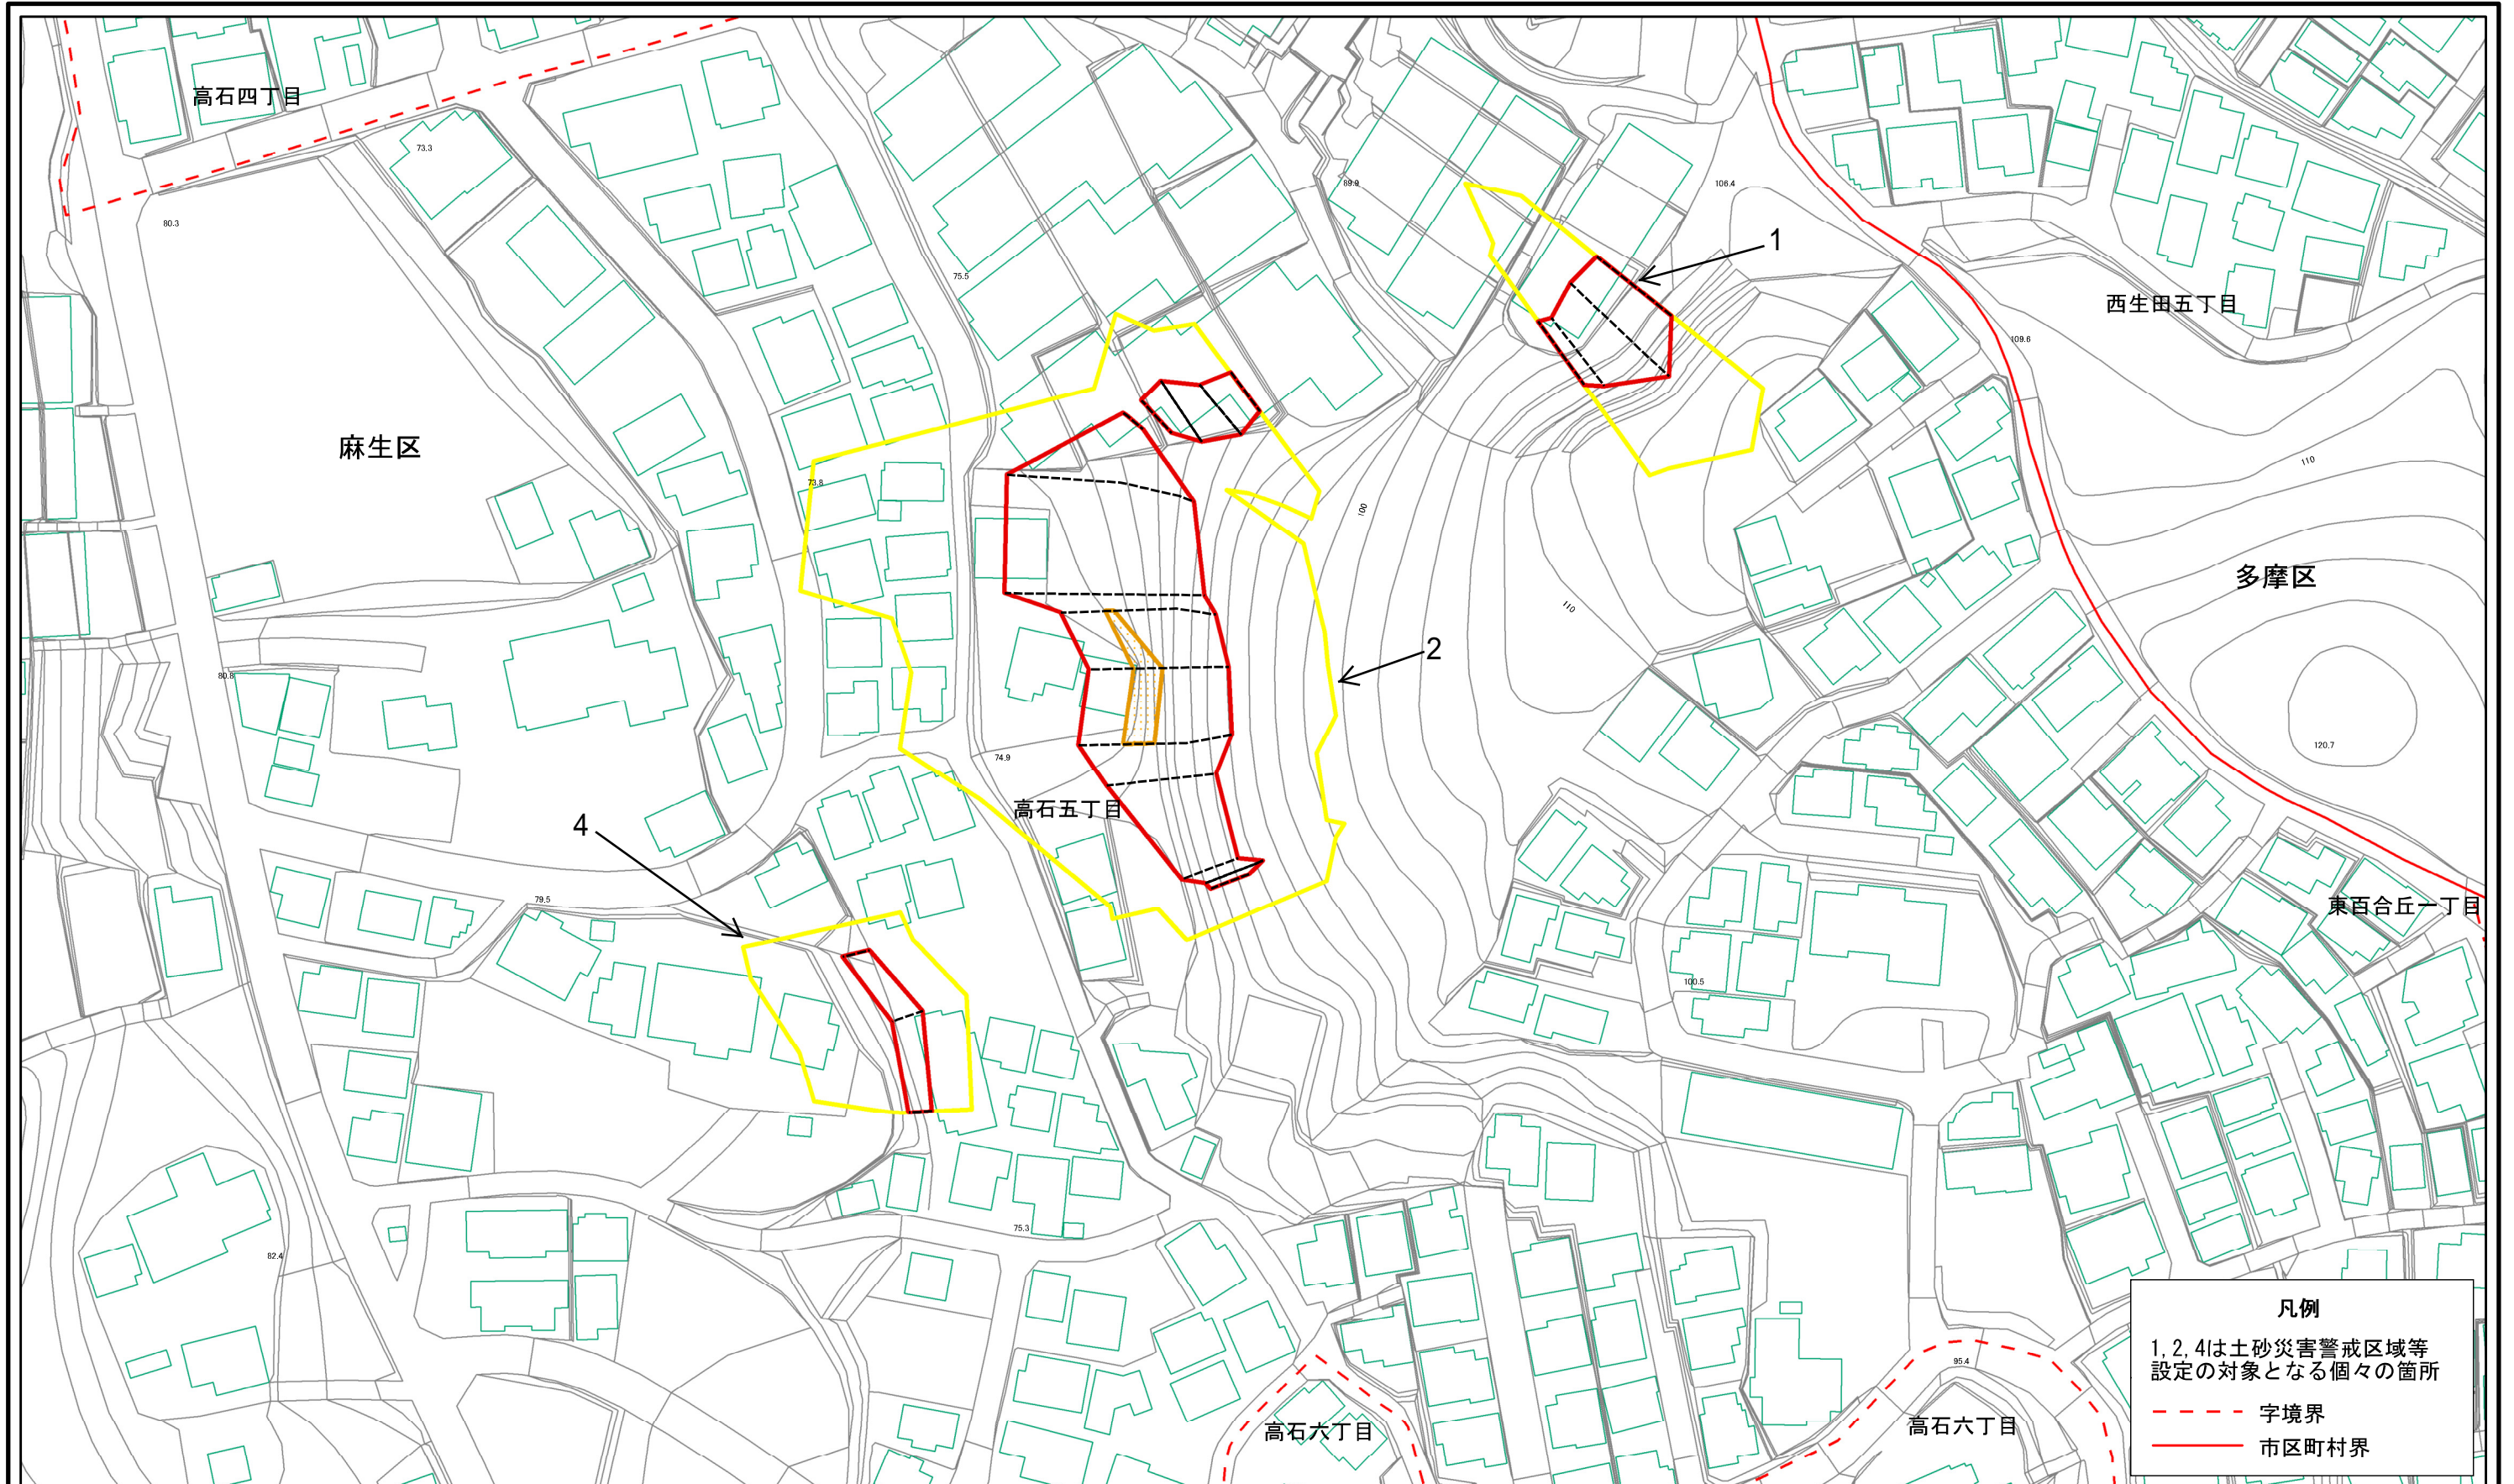 高石四丁目
73.3
89.9
106.4
80.3
1
75.5
西生田五丁目
109.6
麻生区
110
73.8
100
多摩区
110
2
80.8
120.7
74.9
高石五丁目
4
79.5
東百合丘一丁目
100.5
75.3
82.4
凡例
1,2,4は土砂災害警戒区域等
設定の対象となる個々の箇所
95.4
字境界
高石六丁目
高石六丁目
市区町村界